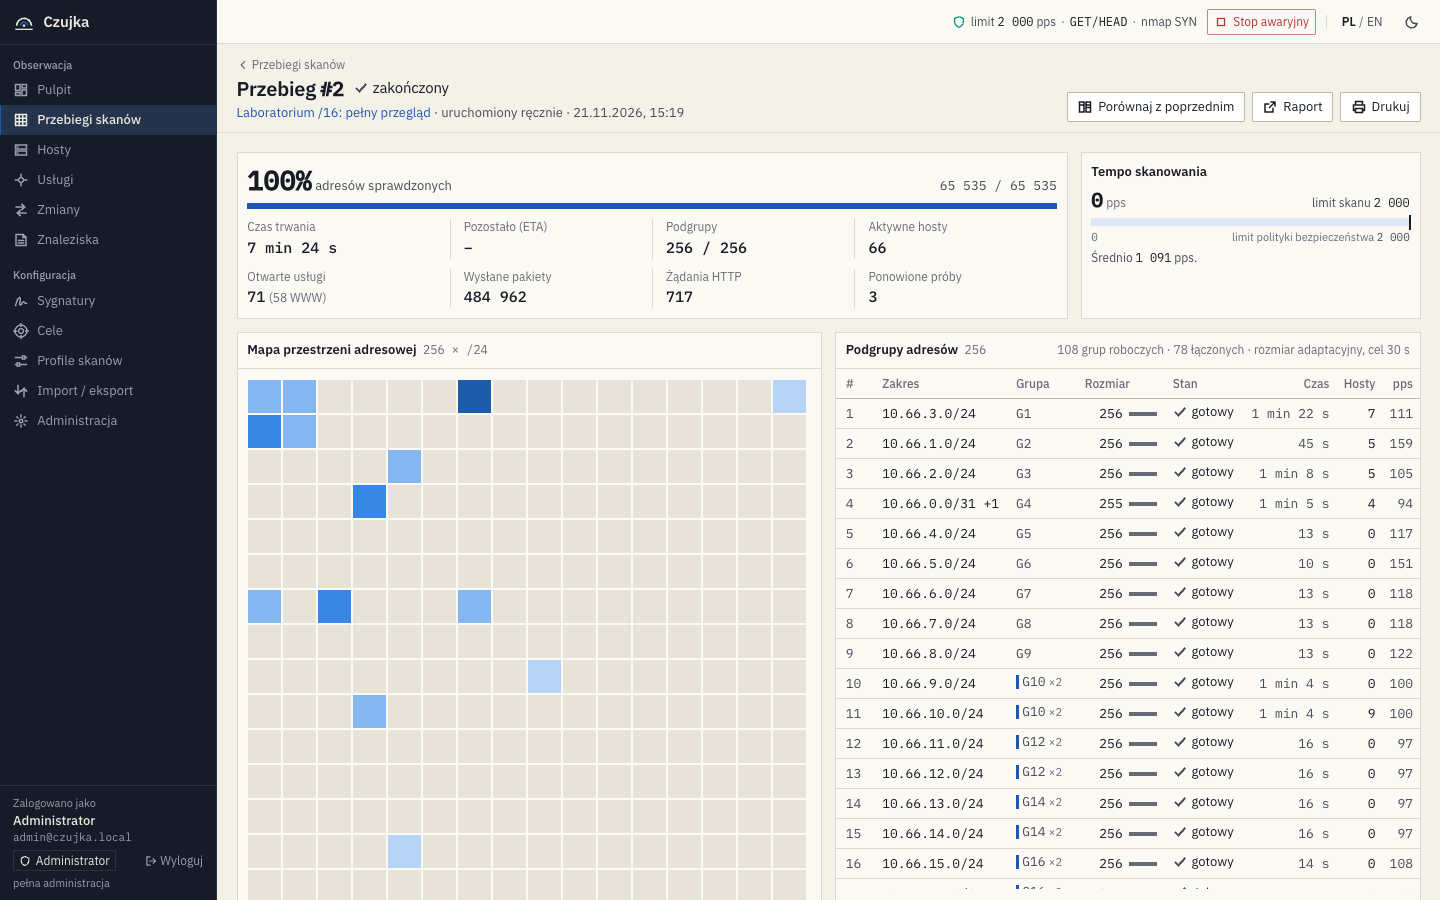 Czujka
Obserwacja
Pulpit
Przebiegi skanów
Hosty
Usługi
Zmiany
Znaleziska
Konfiguracja
Sygnatury
Cele
Profile skanów
Import / eksport
Administracja
Zalogowano jako
Administrator
admin@czujka.local
Administrator Wyloguj
pełna administracja
limit 2 000 pps · GET/HEAD · nmap SYN Stop awaryjny PL / EN
Przebiegi skanów
Przebieg #2 zakończony
Laboratorium /16: pełny przegląd · uruchomiony ręcznie · 21.11.2026, 15:19
Porównaj z poprzednim Raport Drukuj
100% adresów sprawdzonych 65 535 / 65 535
Czas trwania Pozostało (ETA) Podgrupy Aktywne hosty
7 min 24 s – 256 / 256 66
Otwarte usługi Wysłane pakiety Żądania HTTP Ponowione próby
71 (58 WWW) 484 962 717 3
Tempo skanowania
0 pps limit skanu 2 000
0 limit polityki bezpieczeństwa 2 000
Średnio 1 091 pps.
Mapa przestrzeni adresowej 256 × /24
Podgrupy adresów 256 108 grup roboczych · 78 łączonych · rozmiar adaptacyjny, cel 30 s
# Zakres Grupa Rozmiar Stan Czas Hosty pps
1 10.66.3.0/24 G1 256 gotowy 1 min 22 s 7 111
2 10.66.1.0/24 G2 256 gotowy 45 s 5 159
3 10.66.2.0/24 G3 256 gotowy 1 min 8 s 5 105
4 10.66.0.0/31 +1 G4 255 gotowy 1 min 5 s 4 94
5 10.66.4.0/24 G5 256 gotowy 13 s 0 117
6 10.66.5.0/24 G6 256 gotowy 10 s 0 151
7 10.66.6.0/24 G7 256 gotowy 13 s 0 118
8 10.66.7.0/24 G8 256 gotowy 13 s 0 118
9 10.66.8.0/24 G9 256 gotowy 13 s 0 122
10 10.66.9.0/24 G10 ×2 256 gotowy 1 min 4 s 0 100
11 10.66.10.0/24 G10 ×2 256 gotowy 1 min 4 s 9 100
12 10.66.11.0/24 G12 ×2 256 gotowy 16 s 0 97
13 10.66.12.0/24 G12 ×2 256 gotowy 16 s 0 97
14 10.66.13.0/24 G14 ×2 256 gotowy 16 s 0 97
15 10.66.14.0/24 G14 ×2 256 gotowy 16 s 0 97
16 10.66.15.0/24 G16 ×2 256 gotowy 14 s 0 108